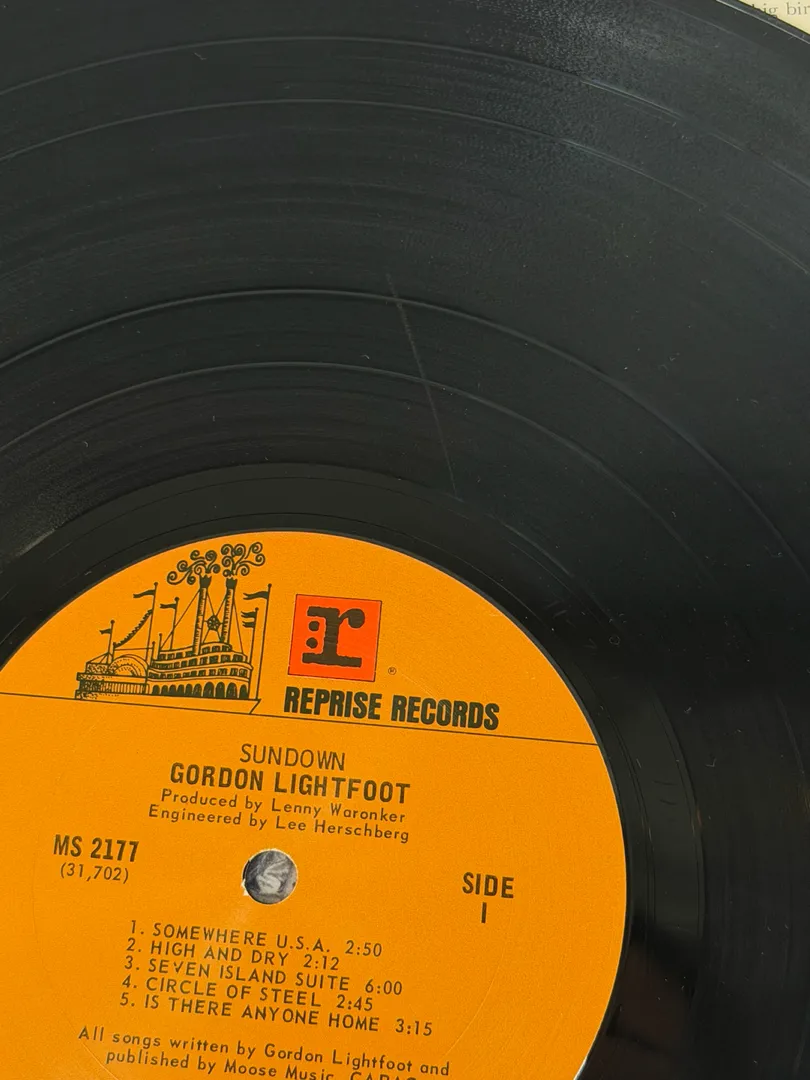 big
r
®
REPRISE RECORDS
SUNDOWN
GORDON LIGHTFOOT
Produced by Lenny Waronker
Engineered by Lee Herschberg
MS 2177
(31,702)
SIDE
1
1. SOMEWHERE U.S.A. 2:50
2. HIGH AND DRY 2:12
3. SEVEN ISLAND SUITE 6:00
4. CIRCLE OF STEEL 2:45
5. IS THERE ANYONE HOME 3:15
All songs written by Gordon Lightfoot and
published by Moose Music,